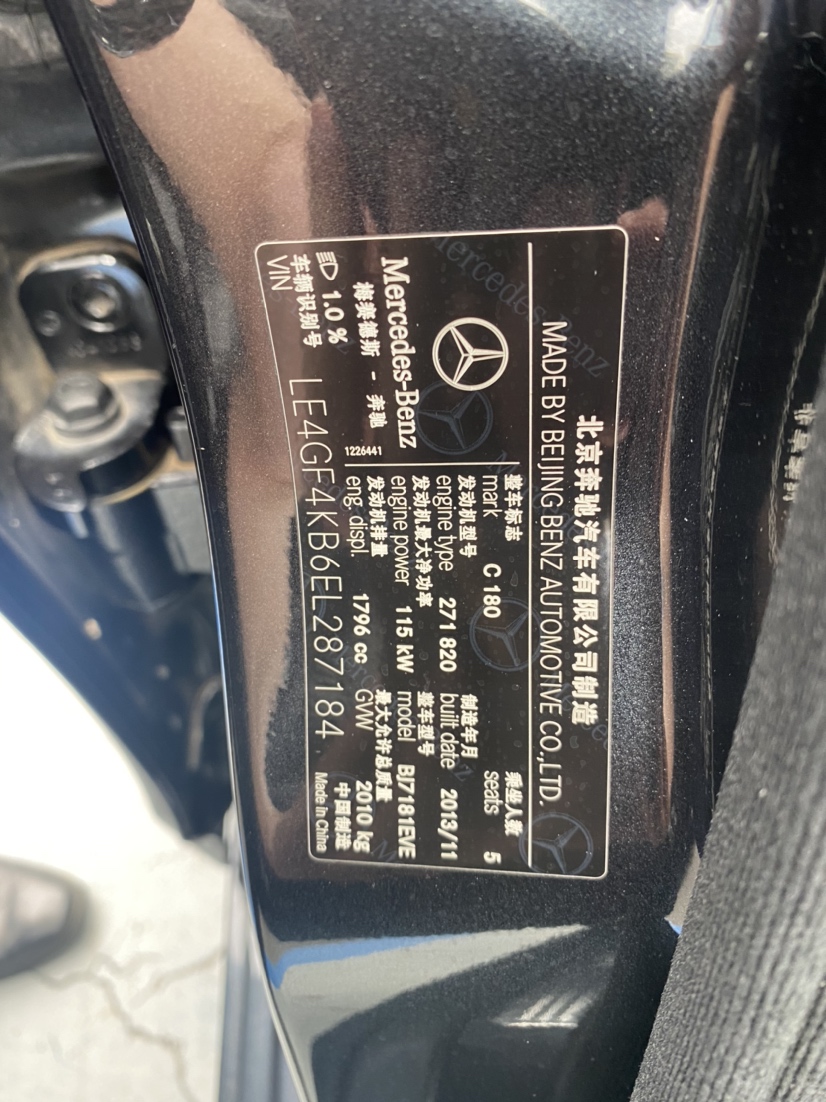 北京奔驰汽车有限公司制造
MADE BY BEIJING BENZ AUTOMOTIVE CO.,LTD.
整车标志
mark C 180
乘坐人数
seats 5
发动机型号
engine type 271 820
制造年月
built date 2013/11
发动机最大净功率
engine power 115 kW
整车型号
model BJ7181EVE
发动机排量
eng. displ. 1796 cc
最大允许总质量
GVW 2010 kg
Mercedes-Benz
梅赛德斯 - 奔驰
1226441
1.0 %
车辆识别号
VIN LE4GF4KB6EL287184
中国制造
Made in China